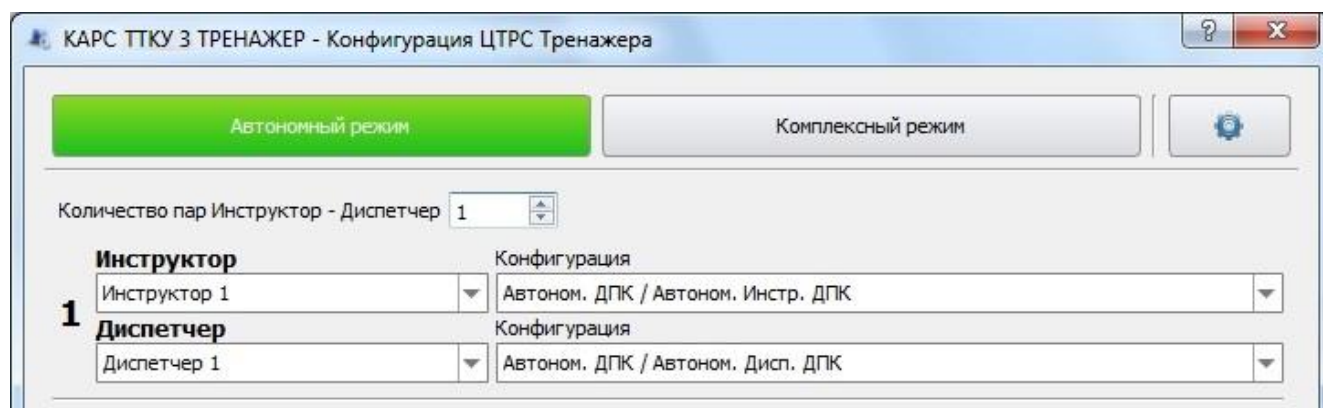 КАРС ТТКУ 3 ТРЕНАЖЕР - Конфигурация ЦТРС Тренажера
Автономный режим
Комплексный режим
Количество пар Инструктор - Диспетчер 1
Инструктор
Конфигурация
Инструктор 1
Автоном. ДПК / Автоном. Инстр. ДПК
1
Диспетчер
Конфигурация
Диспетчер 1
Автоном. ДПК / Автоном. Дисп. ДПК